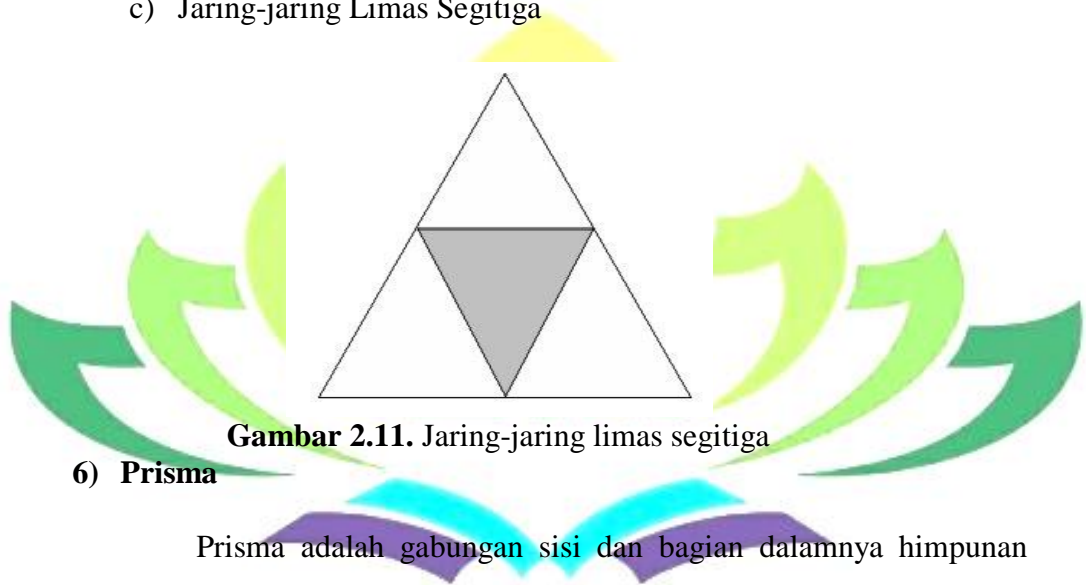 c) Jaring-jaring Limas Segitiga
Gambar 2.11. Jaring-jaring limas segitiga
6) Prisma
Prisma adalah gabungan sisi dan bagian dalamnya himpunan